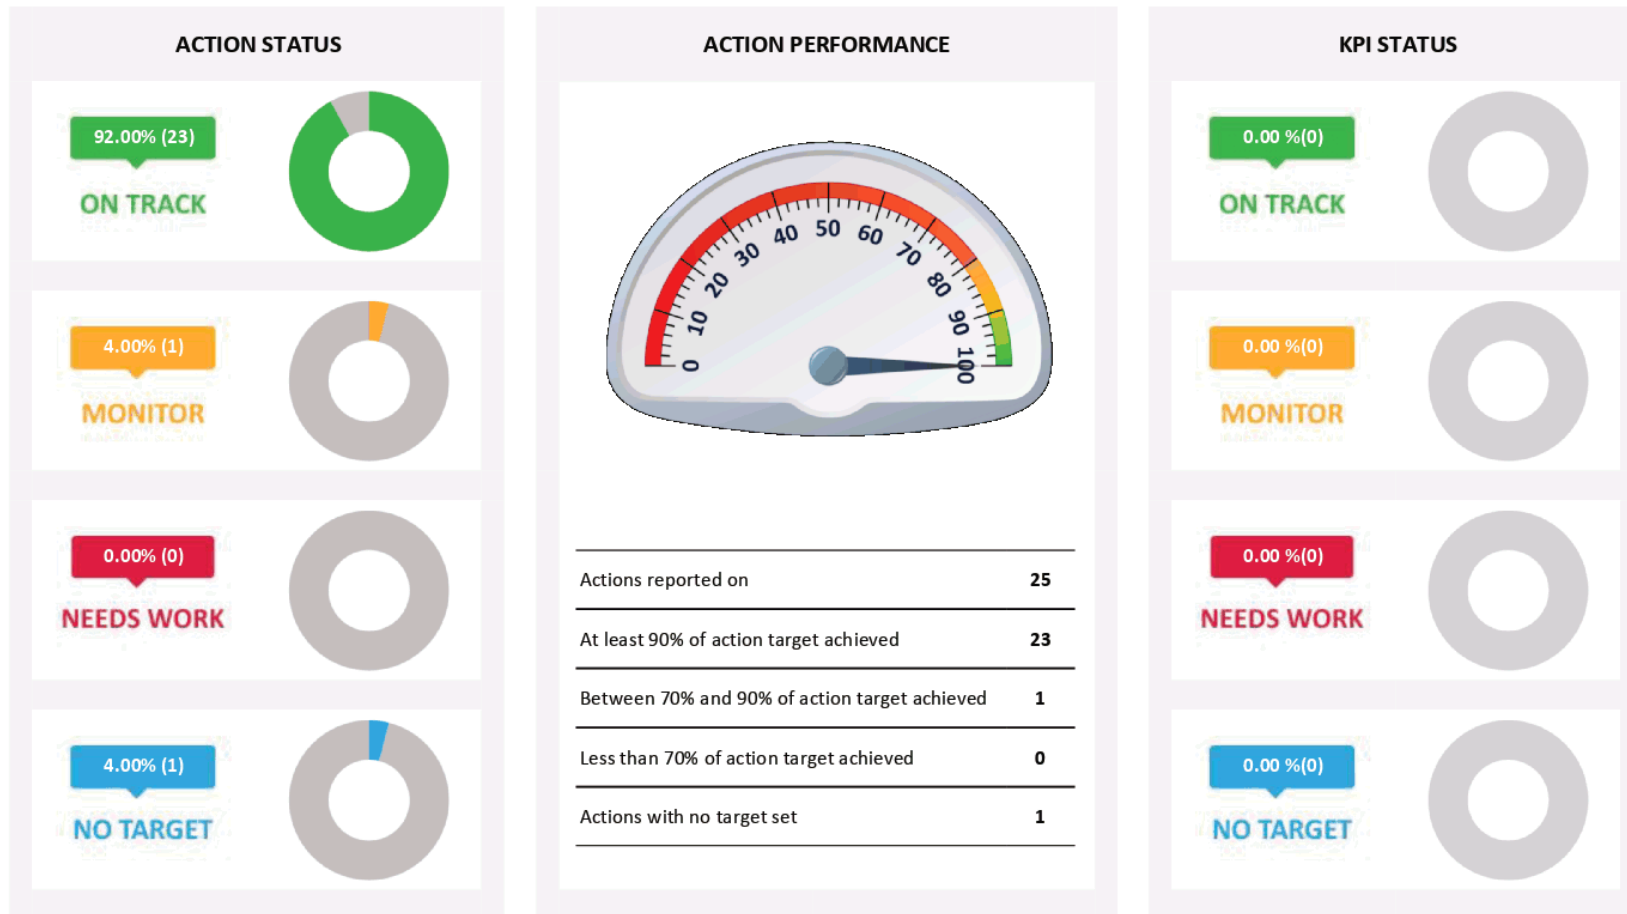 ACTION STATUS
92.00% (23)
ON TRACK
4.00% (1)
MONITOR
0.00% (0)
NEEDS WORK
4.00% (1)
NO TARGET
ACTION PERFORMANCE
0
10
20
30
40
50
60
70
80
90
100
Actions reported on 25
At least 90% of action target achieved 23
Between 70% and 90% of action target achieved 1
Less than 70% of action target achieved 0
Actions with no target set 1
KPI STATUS
0.00 %(0)
ON TRACK
0.00 %(0)
MONITOR
0.00 %(0)
NEEDS WORK
0.00 %(0)
NO TARGET